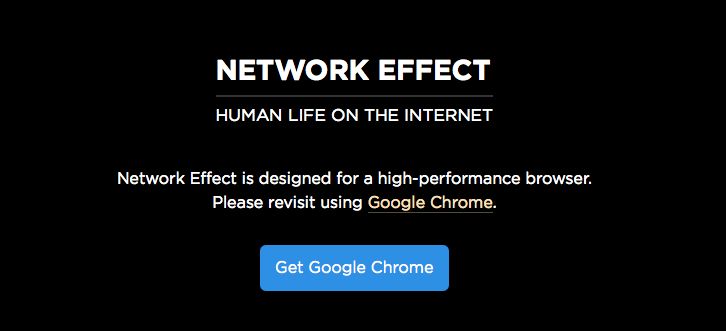 NETWORK EFFECT
HUMAN LIFE ON THE INTERNET
Network Effect is designed for a high-performance browser.
Please revisit using Google Chrome.
Get Google Chrome